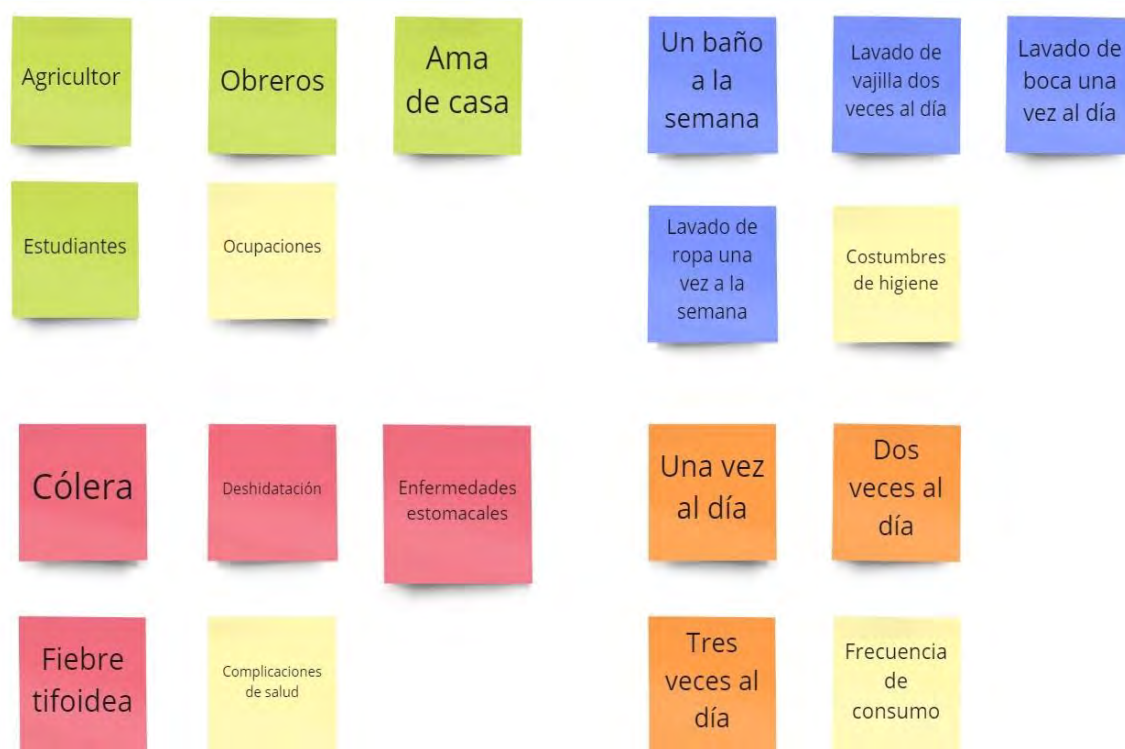 Agricultor
Obreros
Ama
de casa
Estudiantes
Ocupaciones
Un baño
a la
semana
Lavado de
vajilla dos
veces al día
Lavado de
boca una
vez al día
Lavado de
ropa una
vez a la
semana
Costumbres
de higiene
Cólera
Deshidatación
Enfermedades
estomacales
Fiebre
tifoidea
Complicaciones
de salud
Una vez
al día
Dos
veces al
día
Tres
veces al
día
Frecuencia
de
consumo